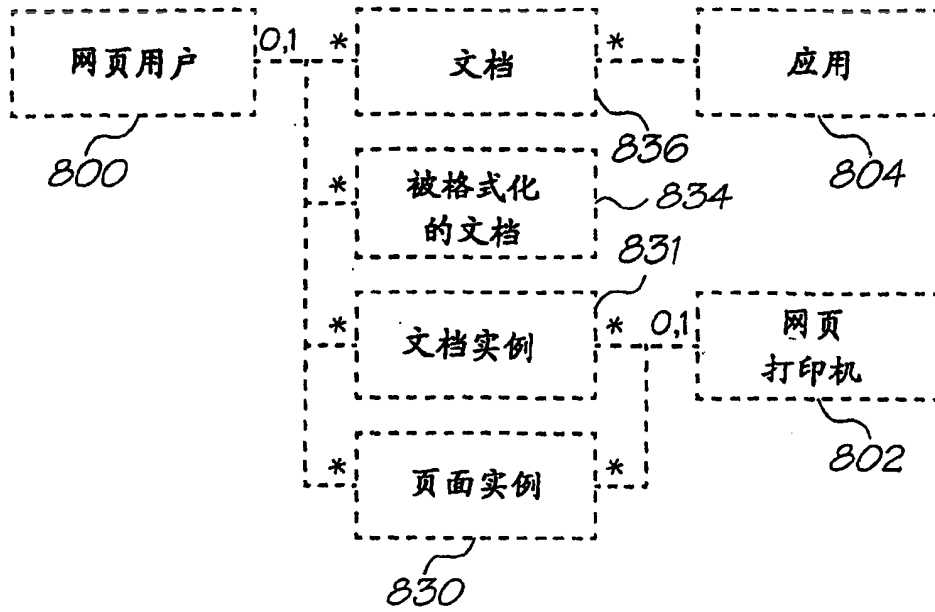 网页用户
0,1
*
文档
*
应用
800
836
804
*
被格式化
的文档
834
831
*
文档实例
*
0,1
网页
打印机
802
*
页面实例
*
830